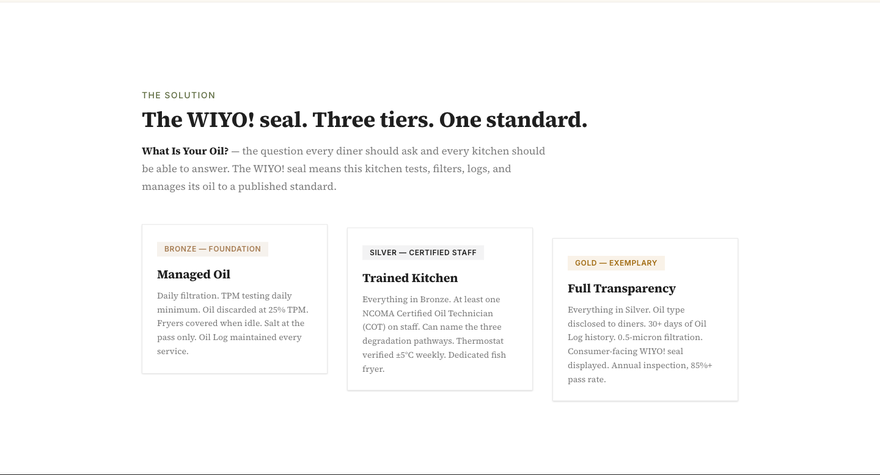 THE SOLUTION
The WIYO! seal. Three tiers. One standard.
What Is Your Oil? — the question every diner should ask and every kitchen should
be able to answer. The WIYO! seal means this kitchen tests, filters, logs, and
manages its oil to a published standard.
BRONZE — FOUNDATION
Managed Oil
Daily filtration. TPM testing daily
minimum. Oil discarded at 25% TPM.
Fryers covered when idle. Salt at the
pass only. Oil Log maintained every
service.
SILVER — CERTIFIED STAFF
Trained Kitchen
Everything in Bronze. At least one
NCOMA Certified Oil Technician
(COT) on staff. Can name the three
degradation pathways. Thermostat
verified ±5°C weekly. Dedicated fish
fryer.
GOLD — EXEMPLARY
Full Transparency
Everything in Silver. Oil type
disclosed to diners. 30+ days of Oil
Log history. 0.5-micron filtration.
Consumer-facing WIYO! seal
displayed. Annual inspection, 85%+
pass rate.